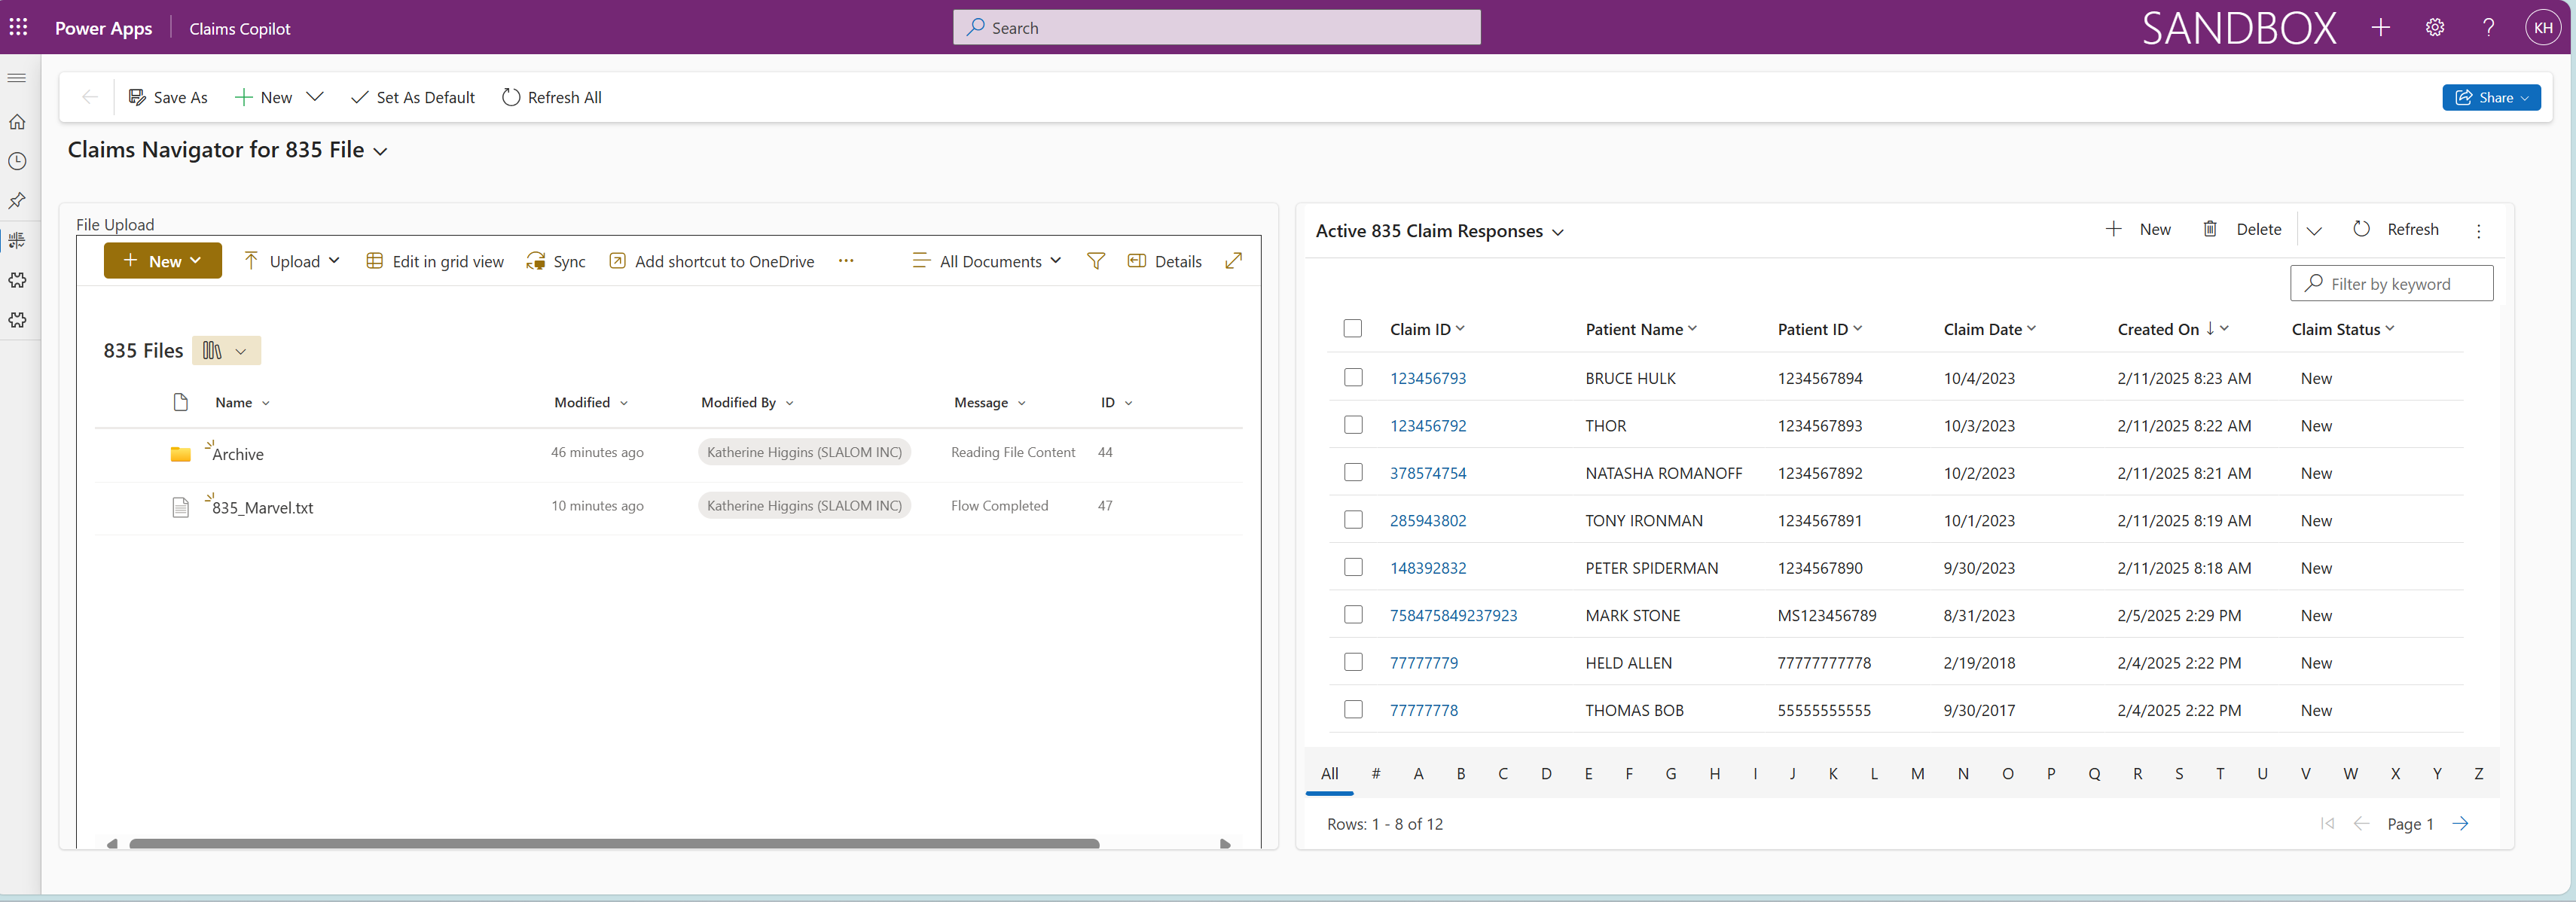 Power Apps Claims Copilot Search SANDBOX ? KH
Save As New Set As Default Refresh All Share
Claims Navigator for 835 File
File Upload
New Upload Edit in grid view Sync Add shortcut to OneDrive ... All Documents Details
835 Files
Name Modified Modified By Message ID
Archive 46 minutes ago Katherine Higgins (SLALOM INC) Reading File Content 44
835_Marvel.txt 10 minutes ago Katherine Higgins (SLALOM INC) Flow Completed 47
Active 835 Claim Responses New Delete Refresh
Filter by keyword
Claim ID Patient Name Patient ID Claim Date Created On ↓ Claim Status
123456793 BRUCE HULK 1234567894 10/4/2023 2/11/2025 8:23 AM New
123456792 THOR 1234567893 10/3/2023 2/11/2025 8:22 AM New
378574754 NATASHA ROMANOFF 1234567892 10/2/2023 2/11/2025 8:21 AM New
285943802 TONY IRONMAN 1234567891 10/1/2023 2/11/2025 8:19 AM New
148392832 PETER SPIDERMAN 1234567890 9/30/2023 2/11/2025 8:18 AM New
758475849237923 MARK STONE MS123456789 8/31/2023 2/5/2025 2:29 PM New
77777779 HELD ALLEN 77777777778 2/19/2018 2/4/2025 2:22 PM New
77777778 THOMAS BOB 55555555555 9/30/2017 2/4/2025 2:22 PM New
All # A B C D E F G H I J K L M N O P Q R S T U V W X Y Z
Rows: 1 - 8 of 12 Page 1